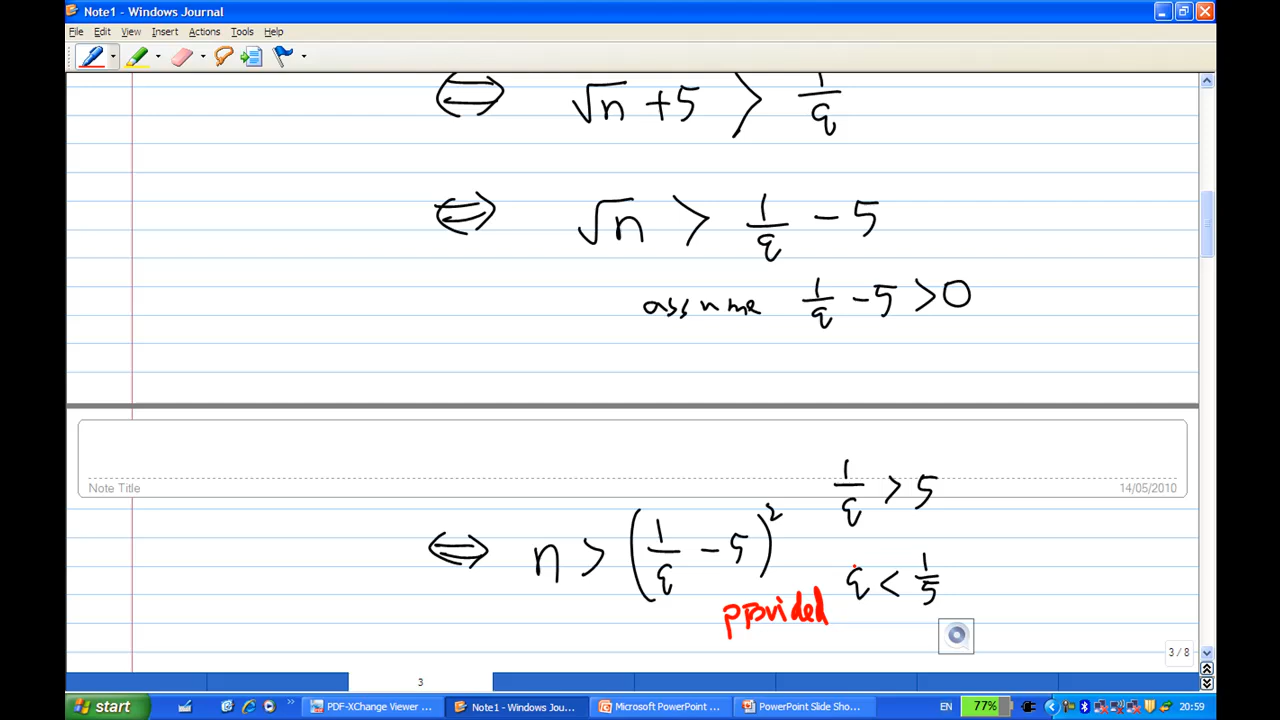 Note1 - Windows Journal
File Edit View Insert Actions Tools Help
⇔ √n + 5 > 1/q
⇔ √n > 1/q - 5
assume 1/q - 5 > 0
Note Title
14/05/2010
1/q > 5
⇔ n > (1/q - 5)²
provided q < 1/5
3 / 8
3
start
PDF-XChange Viewer ...
Note1 - Windows Jou...
Microsoft PowerPoint ...
PowerPoint Slide Sho...
EN
77%
20:59